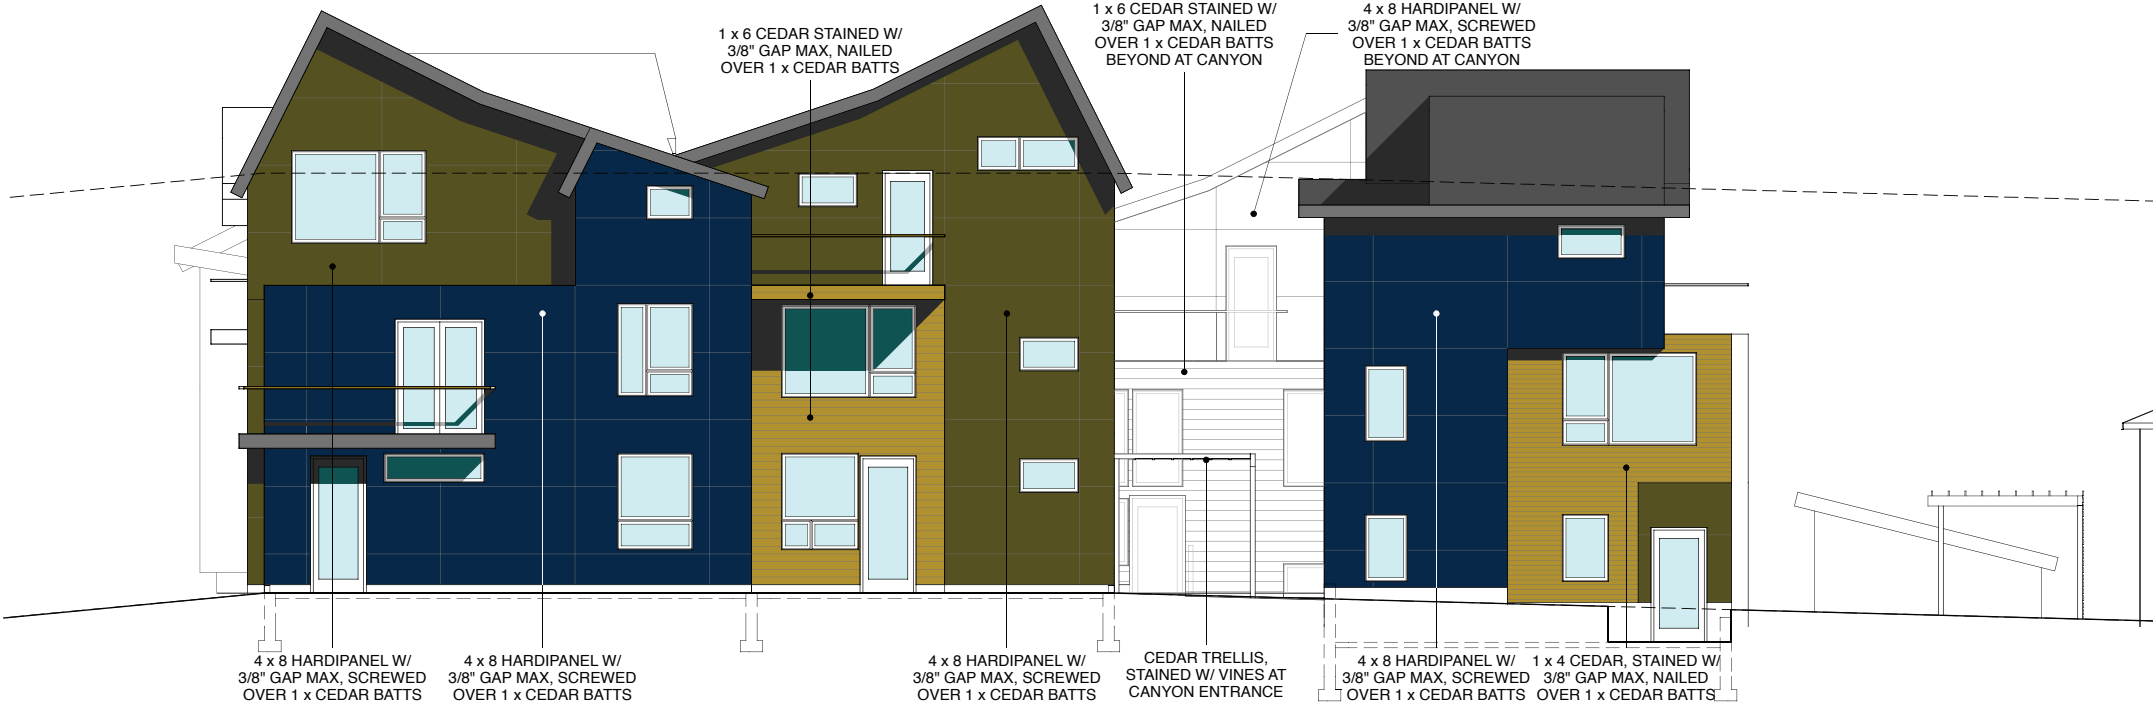 1 x 6 CEDAR STAINED W/
3/8" GAP MAX, NAILED
OVER 1 x CEDAR BATTS
1 x 6 CEDAR STAINED W/
3/8" GAP MAX, NAILED
OVER 1 x CEDAR BATTS
BEYOND AT CANYON
4 x 8 HARDIPANEL W/
3/8" GAP MAX, SCREWED
OVER 1 x CEDAR BATTS
BEYOND AT CANYON
4 x 8 HARDIPANEL W/
3/8" GAP MAX, SCREWED
OVER 1 x CEDAR BATTS
4 x 8 HARDIPANEL W/
3/8" GAP MAX, SCREWED
OVER 1 x CEDAR BATTS
4 x 8 HARDIPANEL W/
3/8" GAP MAX, SCREWED
OVER 1 x CEDAR BATTS
CEDAR TRELLIS,
STAINED W/ VINES AT
CANYON ENTRANCE
4 x 8 HARDIPANEL W/
3/8" GAP MAX, SCREWED
OVER 1 x CEDAR BATTS
1 x 4 CEDAR, STAINED W/
3/8" GAP MAX, NAILED
OVER 1 x CEDAR BATTS